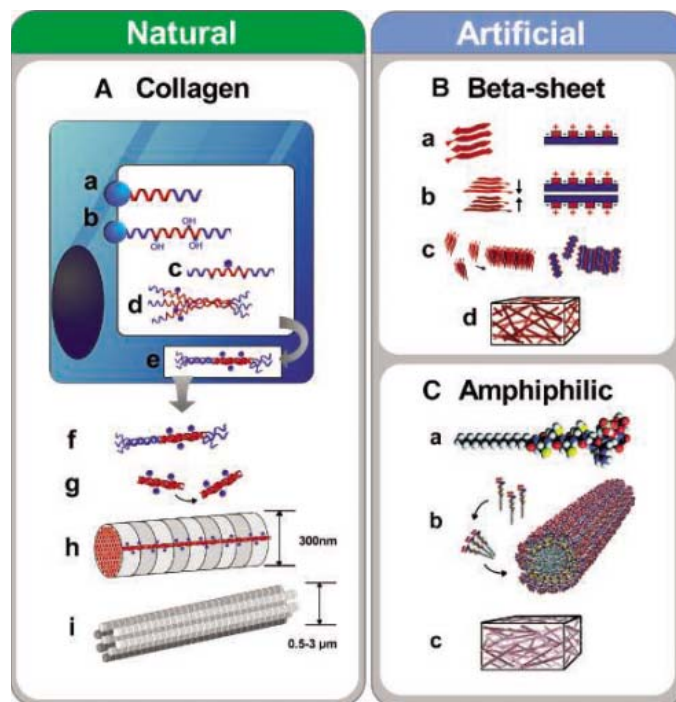 Natural
A Collagen
a
b
OH
OH
OH
c
d
e
f
g
h
300nm
i
0.5-3 μm
Artificial
B Beta-sheet
a
+ + + +
- - - - -
b
+ + + +
- - - - -
- - - - -
+ + + +
c
d
C Amphiphilic
a
b
c